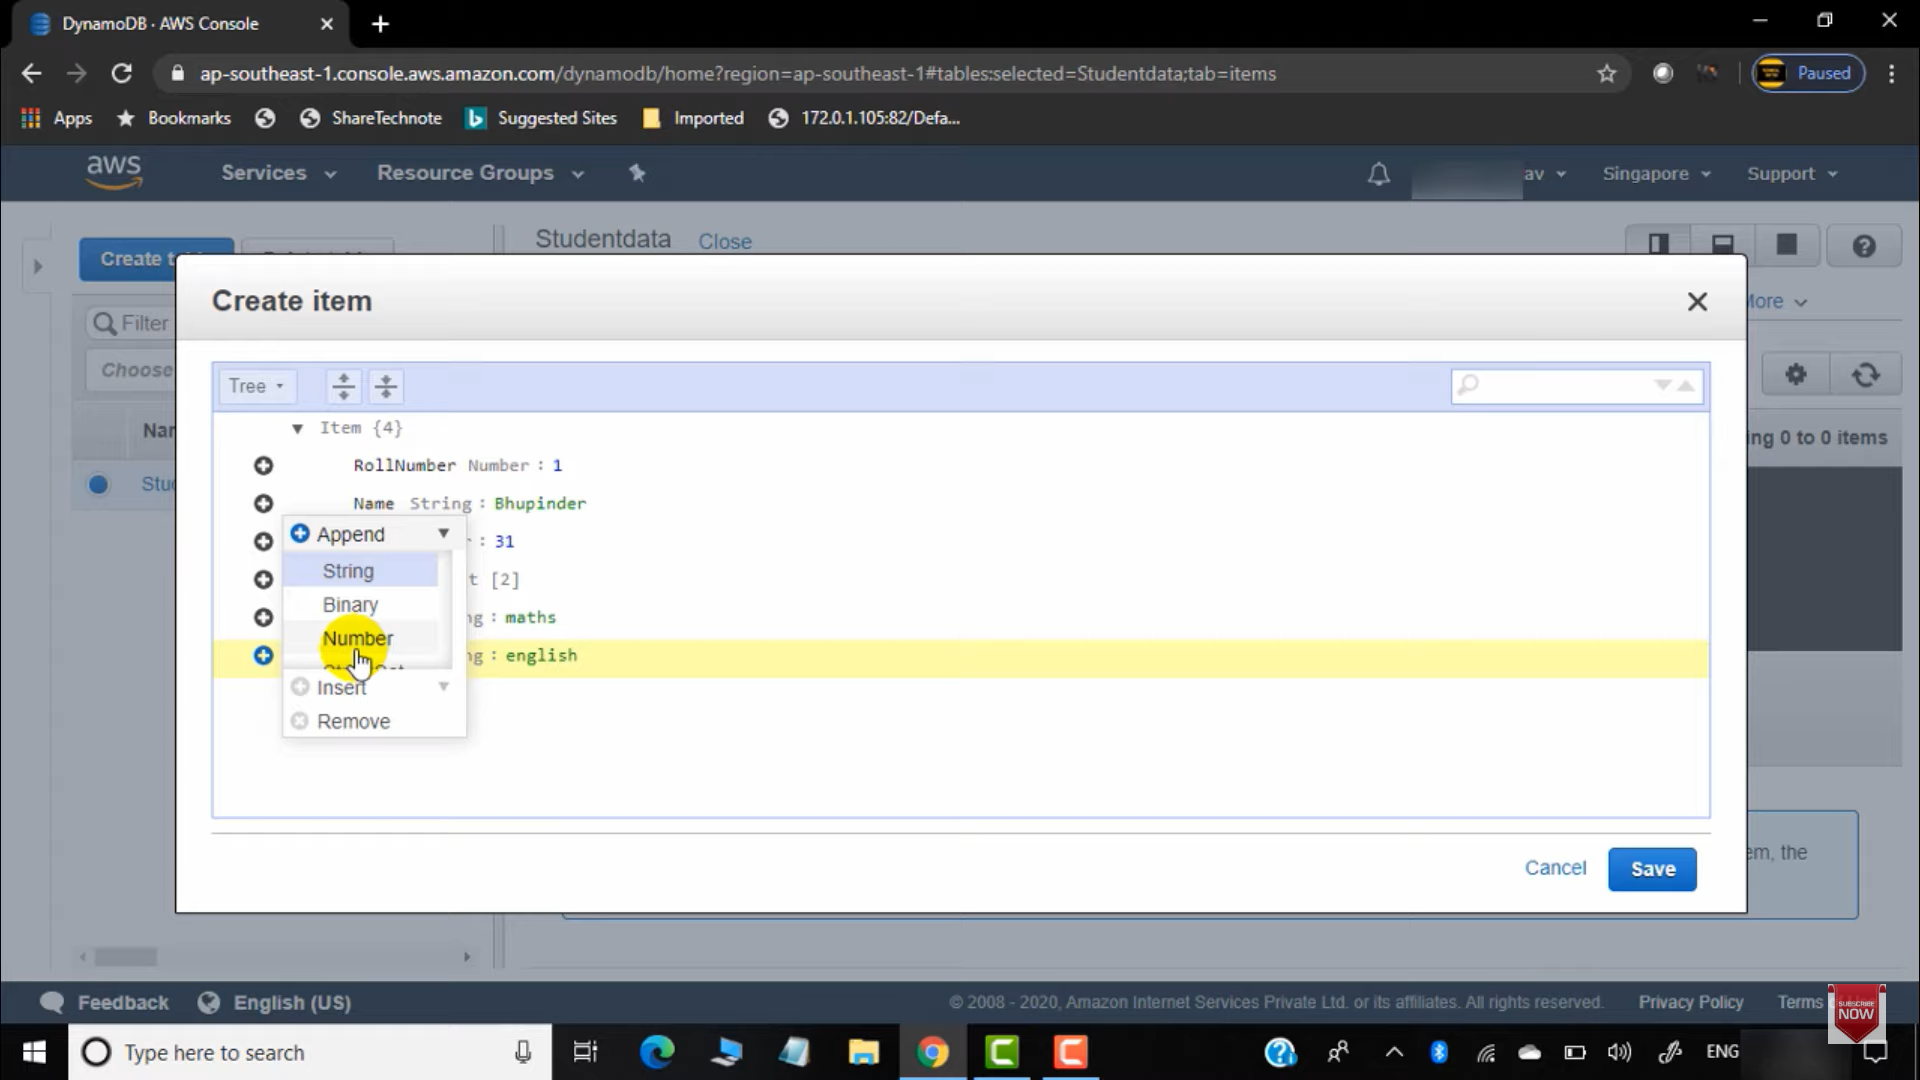 DynamoDB · AWS Console
ap-southeast-1.console.aws.amazon.com/dynamodb/home?region=ap-southeast-1#tables:selected=Studentdata;tab=items
Paused
Apps
Bookmarks
ShareTechnote
Suggested Sites
Imported
172.0.1.105:82/Defa...
aws
Services
Resource Groups
av
Singapore
Support
Create t
Studentdata
Close
Create item
More
Filter
Choose
Tree
Nar
ng 0 to 0 items
Item {4}
RollNumber Number : 1
Name String : Bhupinder
Append
: 31
String
t [2]
Binary
ng : maths
Number
ng : english
Insert
Remove
Stu
Cancel
Save
em, the
Feedback
English (US)
© 2008 - 2020, Amazon Internet Services Private Ltd. or its affiliates. All rights reserved.
Privacy Policy
Terms
SUBSCRIBE
NOW
Type here to search
ENG